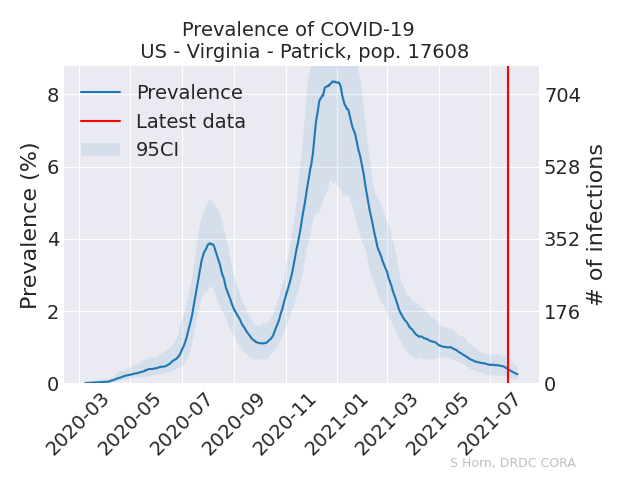 Prevalence of COVID-19
US - Virginia - Patrick, pop. 17608
Prevalence
Latest data
95CI
Prevalence (%)
8
6
4
2
0
704
528
352
176
0
# of infections
2020-03
2020-05
2020-07
2020-09
2020-11
2021-01
2021-03
2021-05
2021-07
S Horn, DRDC CORA